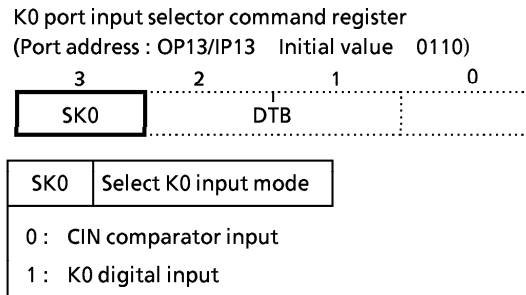 K0 port input selector command register
(Port address : OP13/IP13 Initial value 0110)
3 2 1 0
SK0 DTB
SK0 Select K0 input mode
0 : CIN comparator input
1 : K0 digital input